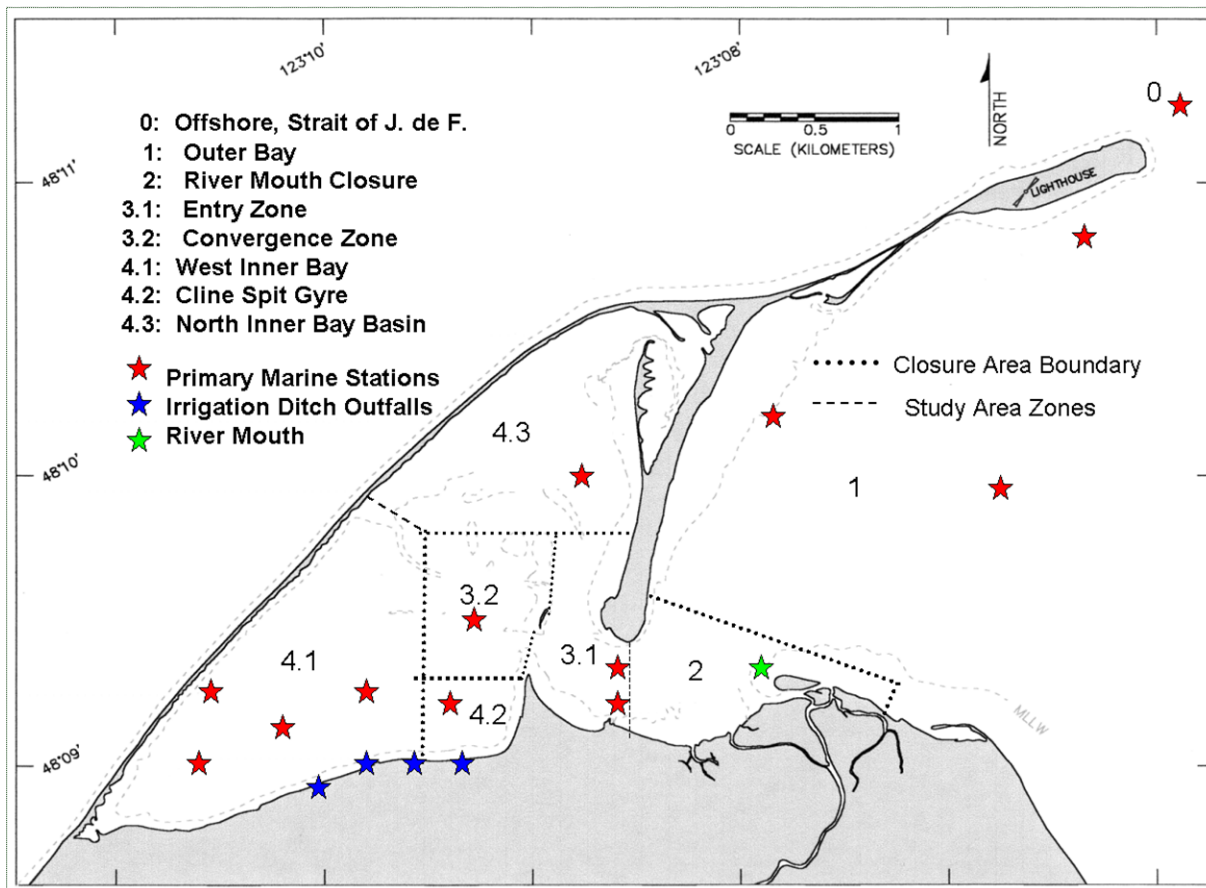 123°10'
123°08'
0
0: Offshore, Strait of J. de F.
1: Outer Bay
2: River Mouth Closure
3.1: Entry Zone
3.2: Convergence Zone
4.1: West Inner Bay
4.2: Cline Spit Gyre
4.3: North Inner Bay Basin
Primary Marine Stations
Irrigation Ditch Outfalls
River Mouth
0 0.5 1
SCALE (KILOMETERS)
NORTH
48°11'
LIGHTHOUSE
Closure Area Boundary
Study Area Zones
4.3
48°10'
1
3.2
3.1
4.1
2
4.2
MLLW
48°09'